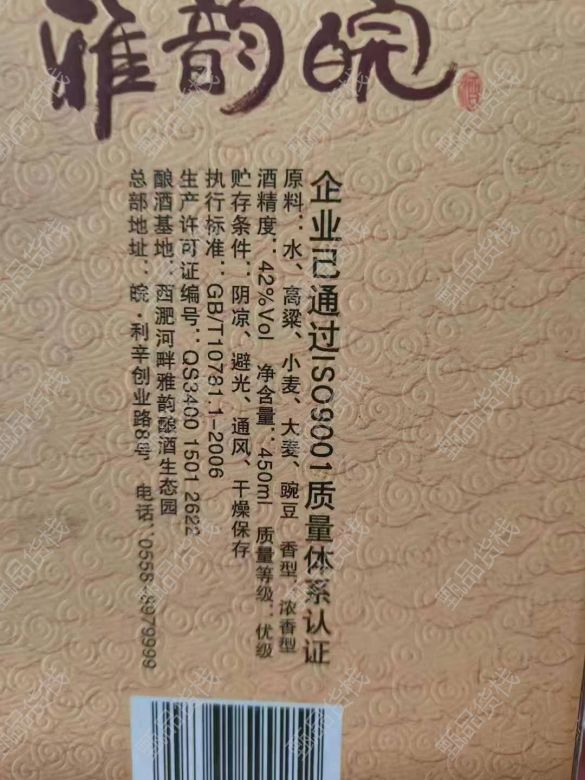 雅韵皖
企业已通过ISO9001质量体系认证
原料：水、高粱、小麦、大麦、豌豆 香型：浓香型
酒精度：42%Vol 净含量：450ml 质量等级：优级
贮存条件：阴凉、避光、通风、干燥保存
执行标准：GB/T10781.1-2006
生产许可证编号：QS3400 1501 2622
酿酒基地：西淝河畔雅韵酿酒生态园
总部地址：皖·利辛创业路8号 电话：0558-8979999
甄品货栈